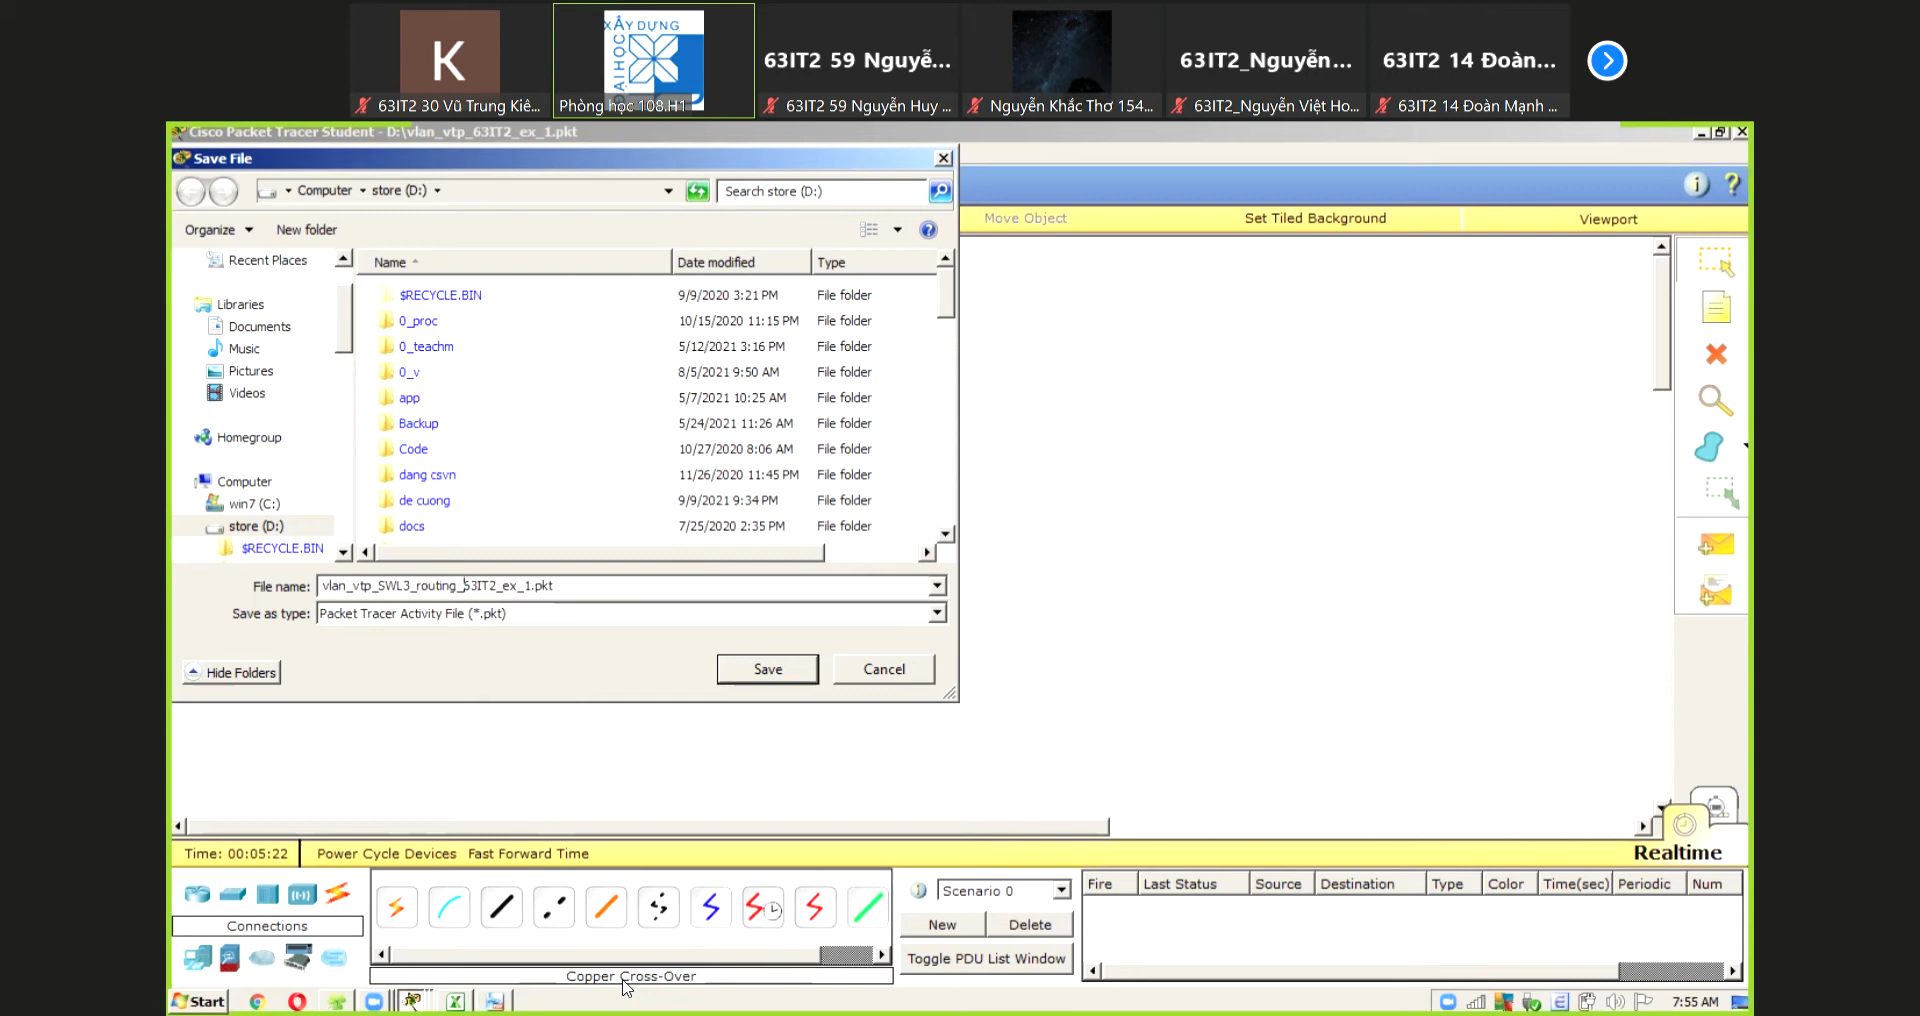 K
XÂY DỰNG
ĐẠI HỌC
63IT2 59 Nguyễ...
63IT2_Nguyễn...
63IT2 14 Đoàn...
63IT2 30 Vũ Trung Kiê...
Phòng học 108.H1
63IT2 59 Nguyễn Huy ...
Nguyễn Khắc Thơ 154...
63IT2_Nguyễn Việt Ho...
63IT2 14 Đoàn Mạnh ...
Cisco Packet Tracer Student - D:\vlan_vtp_63IT2_ex_1.pkt
Save File
Computer
store (D:)
Search store (D:)
Organize
New folder
Move Object
Set Tiled Background
Viewport
Recent Places
Libraries
Documents
Music
Pictures
Videos
Homegroup
Computer
win7 (C:)
store (D:)
$RECYCLE.BIN
Name Date modified Type
$RECYCLE.BIN 9/9/2020 3:21 PM File folder
0_proc 10/15/2020 11:15 PM File folder
0_teachm 5/12/2021 3:16 PM File folder
0_v 8/5/2021 9:50 AM File folder
app 5/7/2021 10:25 AM File folder
Backup 5/24/2021 11:26 AM File folder
Code 10/27/2020 8:06 AM File folder
dang csvn 11/26/2020 11:45 PM File folder
de cuong 9/9/2021 9:34 PM File folder
docs 7/25/2020 2:35 PM File folder
File name: vlan_vtp_SWL3_routing_63IT2_ex_1.pkt
Save as type: Packet Tracer Activity File (*.pkt)
Hide Folders
Save
Cancel
Time: 00:05:22 Power Cycle Devices Fast Forward Time
Realtime
Connections
Copper Cross-Over
Scenario 0
New
Delete
Toggle PDU List Window
Fire Last Status Source Destination Type Color Time(sec) Periodic Num
Start
7:55 AM